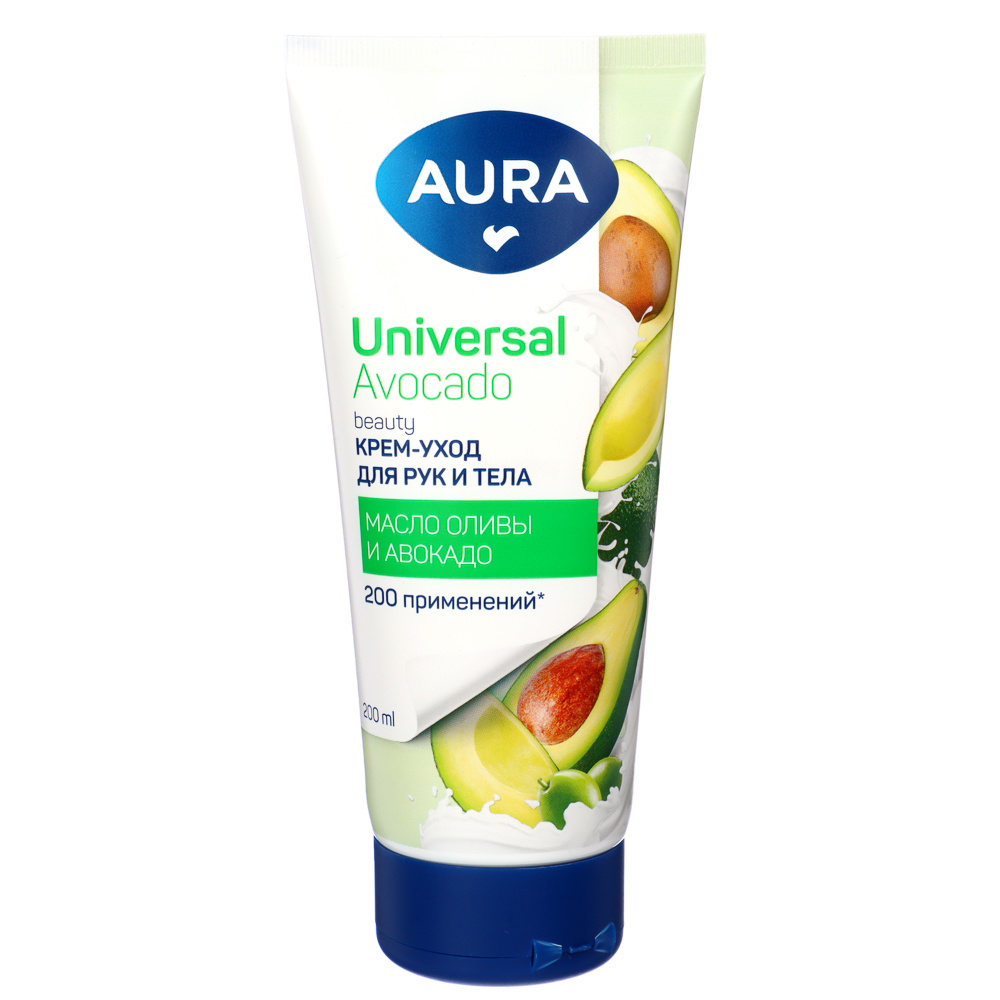 AURA
Universal
Avocado
beauty
КРЕМ-УХОД
ДЛЯ РУК И ТЕЛА
МАСЛО ОЛИВЫ
И АВОКАДО
200 применений*
200 ml